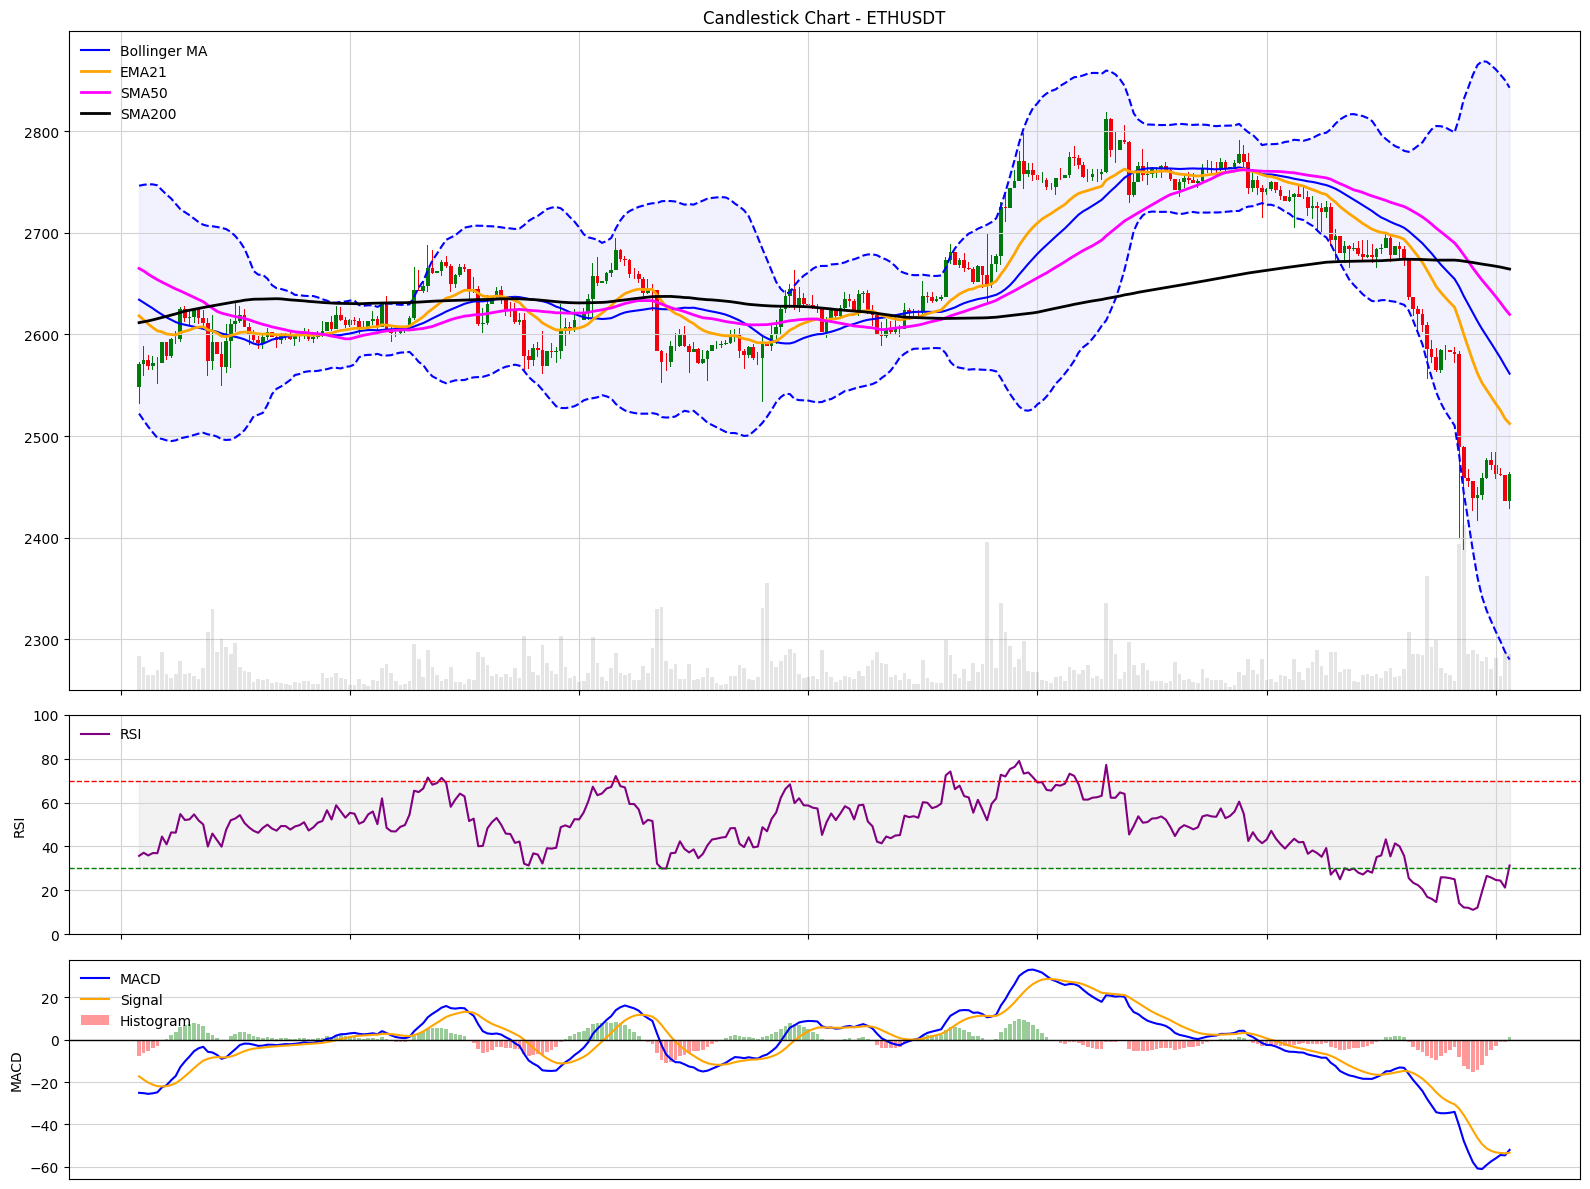 Candlestick Chart - ETHUSDT
Bollinger MA
EMA21
SMA50
SMA200
2800
2700
2600
2500
2400
2300
RSI
RSI
100
80
60
40
20
0
MACD
Signal
Histogram
MACD
20
0
−20
−40
−60